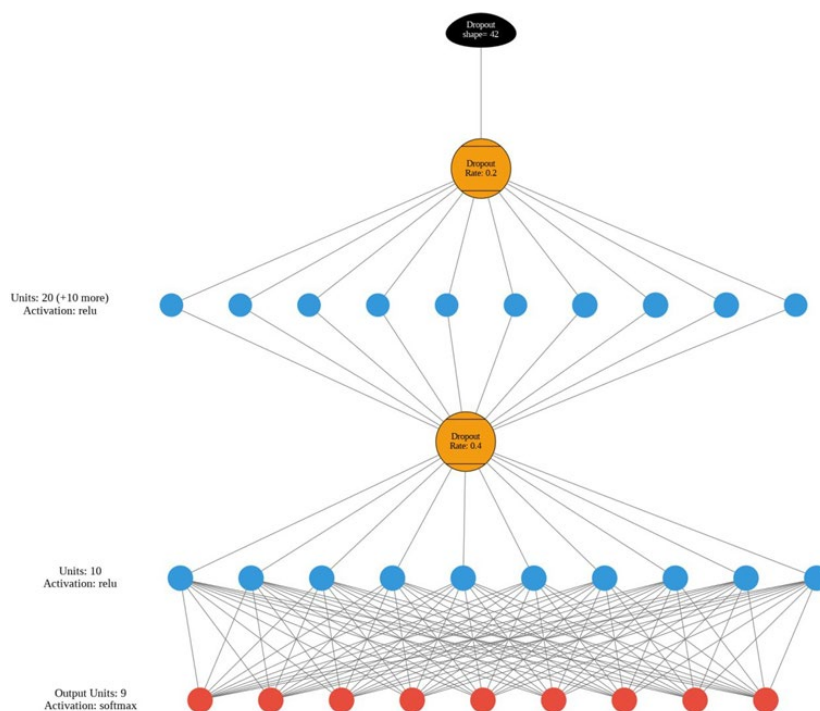 Dropout
shape= 42
Dropout
Rate: 0.2
Units: 20 (+10 more)
Activation: relu
Dropout
Rate: 0.4
Units: 10
Activation: relu
Output Units: 9
Activation: softmax